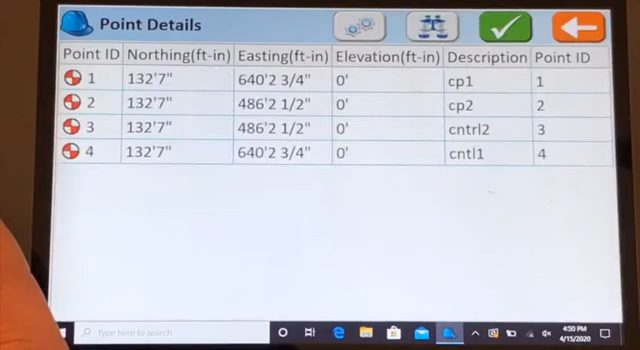 Point Details
Point ID Northing(ft-in) Easting(ft-in) Elevation(ft-in) Description Point ID
1 132'7" 640'2 3/4" 0' cp1 1
2 132'7" 486'2 1/2" 0' cp2 2
3 132'7" 486'2 1/2" 0' cntrl2 3
4 132'7" 640'2 3/4" 0' cntl1 4
Type here to search
4:50 PM
4/15/2020